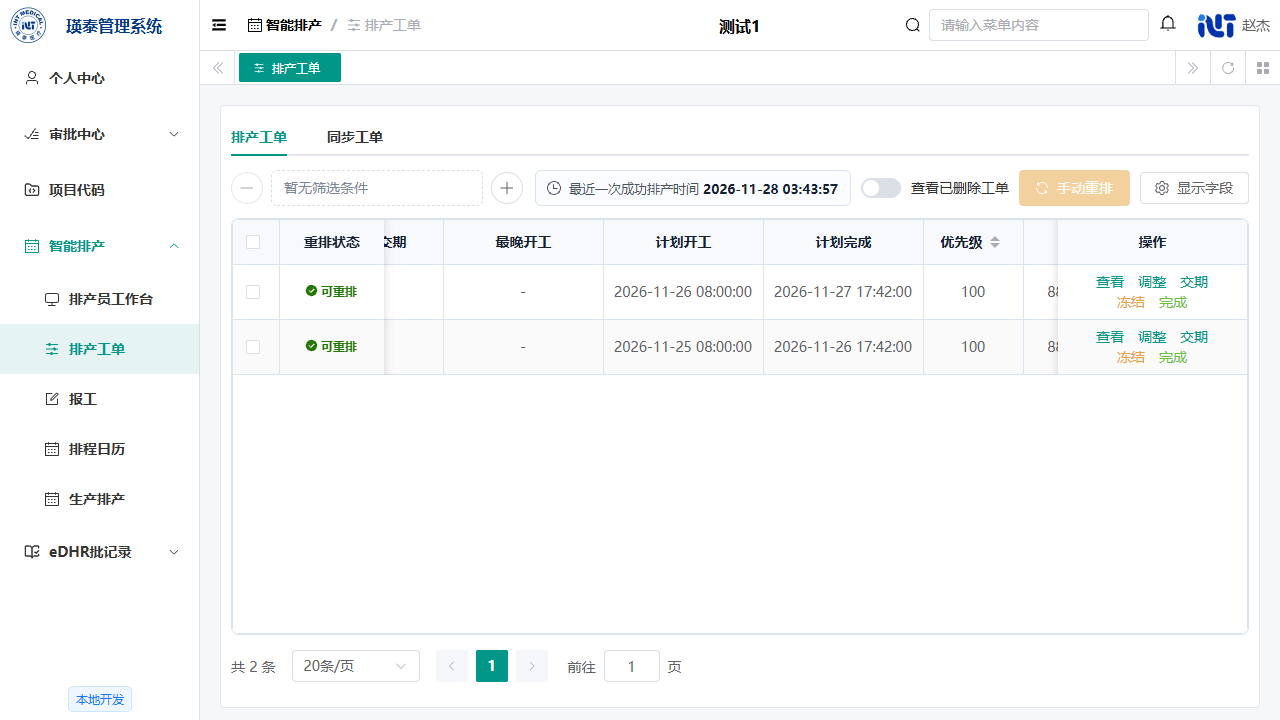 瑛泰管理系统
智能排产 / 排产工单
测试1
请输入菜单内容
赵杰
排产工单
个人中心
审批中心
项目代码
智能排产
排产员工作台
排产工单
报工
排程日历
生产排产
eDHR批记录
本地开发
排产工单 同步工单
暂无筛选条件
最近一次成功排产时间 2026-11-28 03:43:57
查看已删除工单
手动重排
显示字段
重排状态 交期 最晚开工 计划开工 计划完成 优先级 操作
可重排 - 2026-11-26 08:00:00 2026-11-27 17:42:00 100 88 查看 调整 交期
冻结 完成
可重排 - 2026-11-25 08:00:00 2026-11-26 17:42:00 100 88 查看 调整 交期
冻结 完成
共 2 条 20条/页 1 前往 1 页